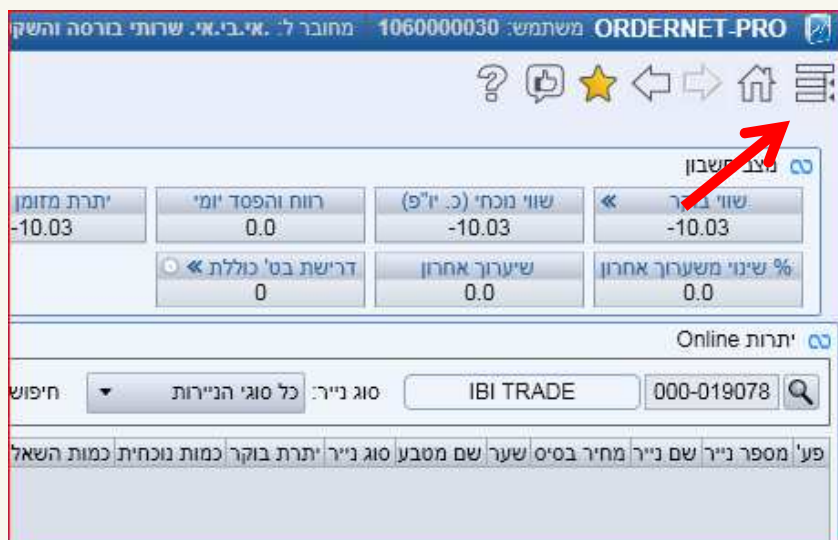 ORDERNET-PRO משתמש: 1060000030 מחובר ל: .אי.בי.אי. שרותי בורסה והשק
מצב חשבון
שווי בוקר » שווי נוכחי (כ. יו"פ) רווח והפסד יומי יתרת מזומן
-10.03 -10.03 0.0 -10.03
% שינוי משערוך אחרון שיערוך אחרון דרישת בט' כוללת »
0.0 0.0 0
יתרות Online
000-019078 IBI TRADE סוג נייר: כל סוגי הניירות חיפוש
פע' מספר נייר שם נייר מחיר בסיס שער שם מטבע סוג נייר יתרת בוקר כמות נוכחית כמות השאל